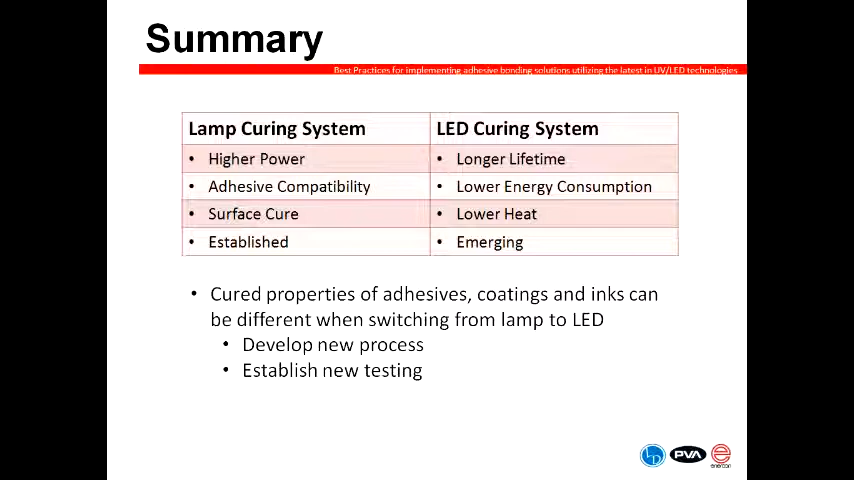 Summary
Best Practices for implementing adhesive bonding solutions utilizing the latest in UV/LED technologies
Lamp Curing System
LED Curing System
• Higher Power
• Longer Lifetime
• Adhesive Compatibility
• Lower Energy Consumption
• Surface Cure
• Lower Heat
• Established
• Emerging
• Cured properties of adhesives, coatings and inks can
be different when switching from lamp to LED
• Develop new process
• Establish new testing
PVA
enercon